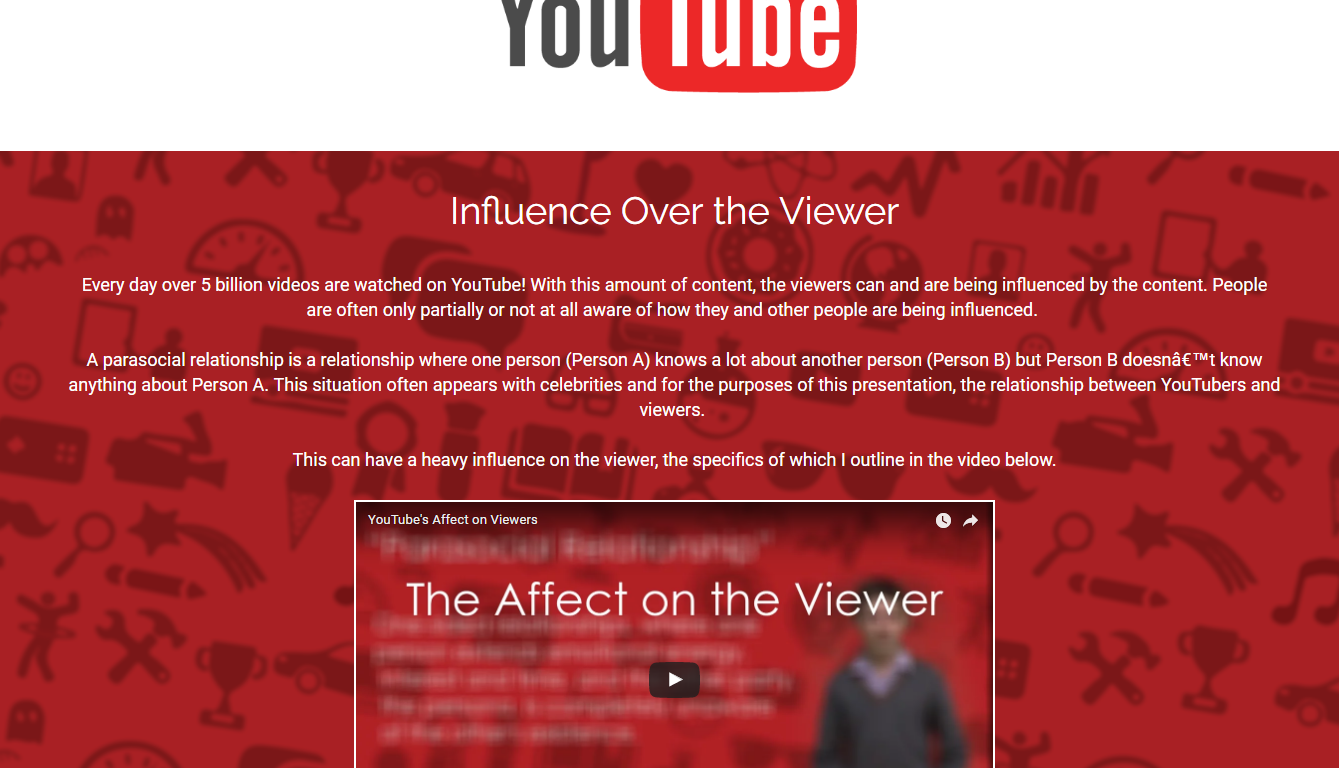 YouTube
Influence Over the Viewer
Every day over 5 billion videos are watched on YouTube! With this amount of content, the viewers can and are being influenced by the content. People
are often only partially or not at all aware of how they and other people are being influenced.
A parasocial relationship is a relationship where one person (Person A) knows a lot about another person (Person B) but Person B doesnâ€™t know
anything about Person A. This situation often appears with celebrities and for the purposes of this presentation, the relationship between YouTubers and
viewers.
This can have a heavy influence on the viewer, the specifics of which I outline in the video below.
YouTube's Affect on Viewers
"Parasocial Relationship"
The Affect on the Viewer